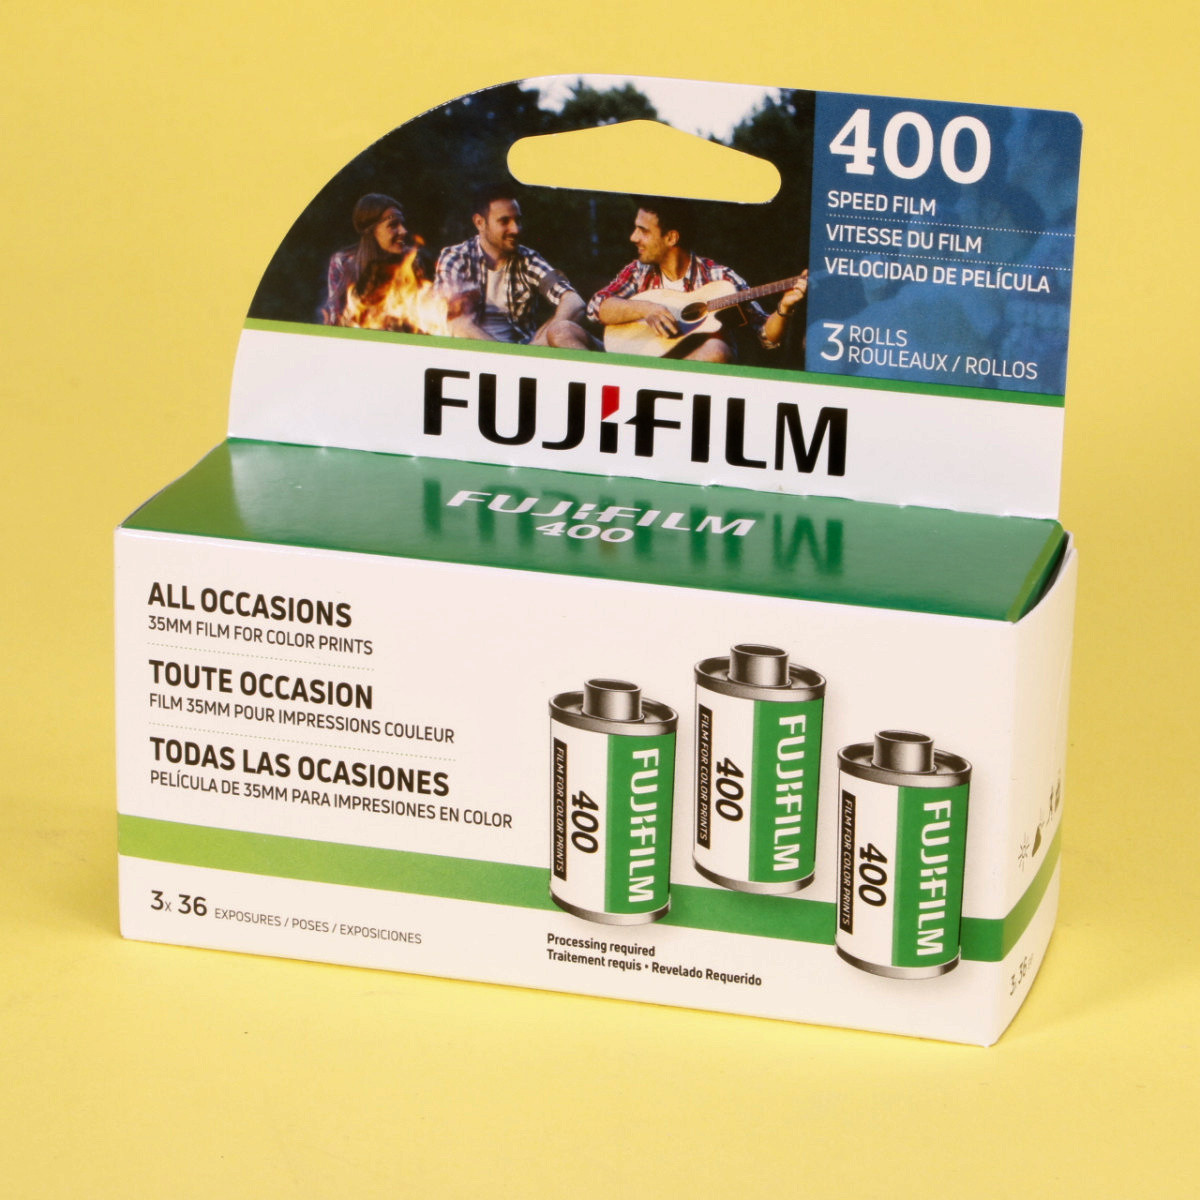 400
SPEED FILM
VITESSE DU FILM
VELOCIDAD DE PELÍCULA
3 ROLLS
ROULEAUX / ROLLOS
FUJIFILM
FUJIFILM
400
ALL OCCASIONS
35MM FILM FOR COLOR PRINTS
TOUTE OCCASION
FILM 35MM POUR IMPRESSIONS COULEUR
TODAS LAS OCASIONES
PELÍCULA DE 35MM PARA IMPRESIONES EN COLOR
3x 36 EXPOSURES / POSES / EXPOSICIONES
FILM FOR COLOR PRINTS
400
FUJIFILM
FILM FOR COLOR PRINTS
400
FUJIFILM
FILM FOR COLOR PRINTS
400
FUJIFILM
Processing required
Traitement requis • Revelado Requerido
3x 36